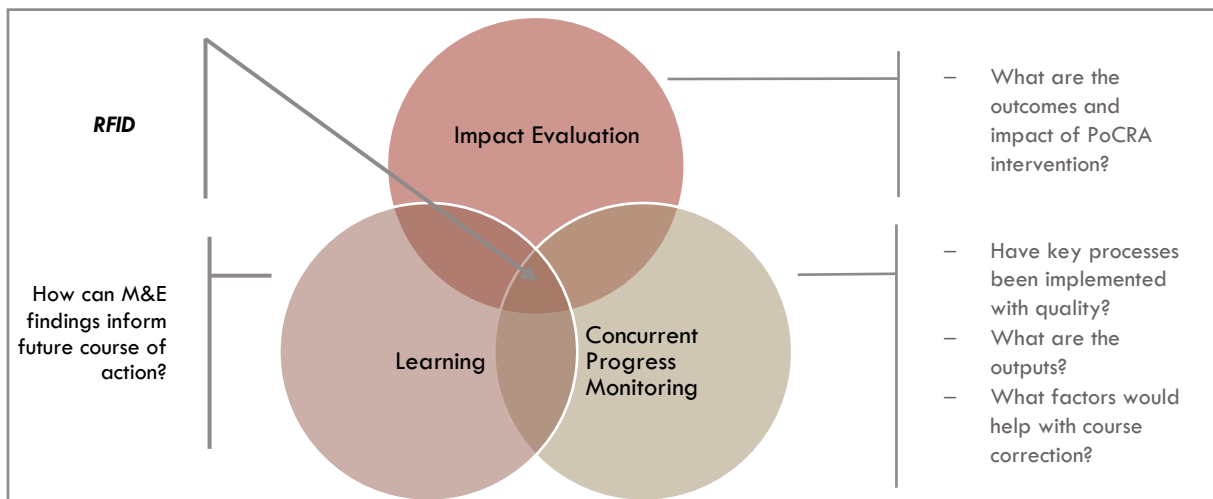 RFID
How can M&E
findings inform
future course of
action?
Impact Evaluation
Learning
Concurrent
Progress
Monitoring
– What are the
outcomes and
impact of PoCRA
intervention?
– Have key processes
been implemented
with quality?
– What are the
outputs?
– What factors would
help with course
correction?